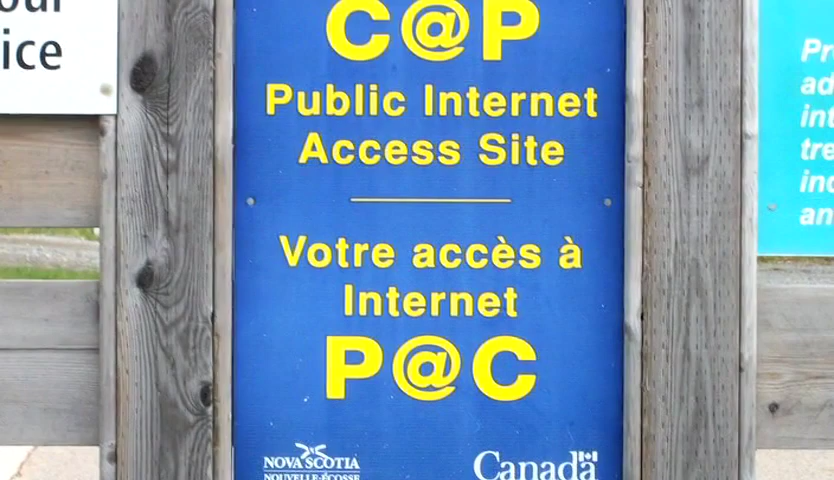 ice
C@P
Public Internet
Access Site
Votre accès à
Internet
P@C
NOVA SCOTIA
NOUVELLE-ÉCOSSE
Canada